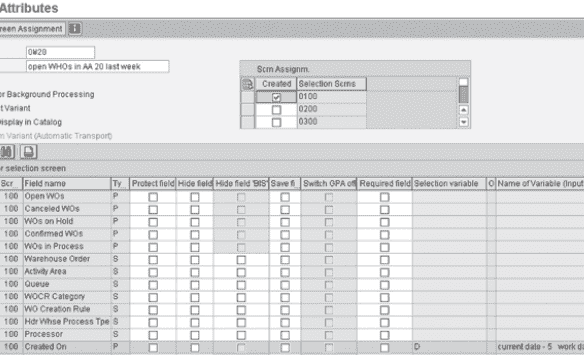 Attributes
reen Assignment
OW20
open WHOs in AA 20 last week
Scrn Assignm.
Created Selection Scrns
0100
0200
0300
or Background Processing
t Variant
Display in Catalog
n Variant (Automatic Transport)
r selection screen
Scr Field name Ty Protect field Hide field Hide field 'BIS' Save fi Switch GPA off Required field Selection variable O Name of Variable (Input
100 Open WOs P
100 Canceled WOs P
100 WOs on Hold P
100 Confirmed WOs P
100 WOs in Process P
100 Warehouse Order S
100 Activity Area S
100 Queue S
100 WOCR Category S
100 WO Creation Rule S
100 Hdr Whse Process Tpe S
100 Processor S
100 Created On P D current date - 5 work da